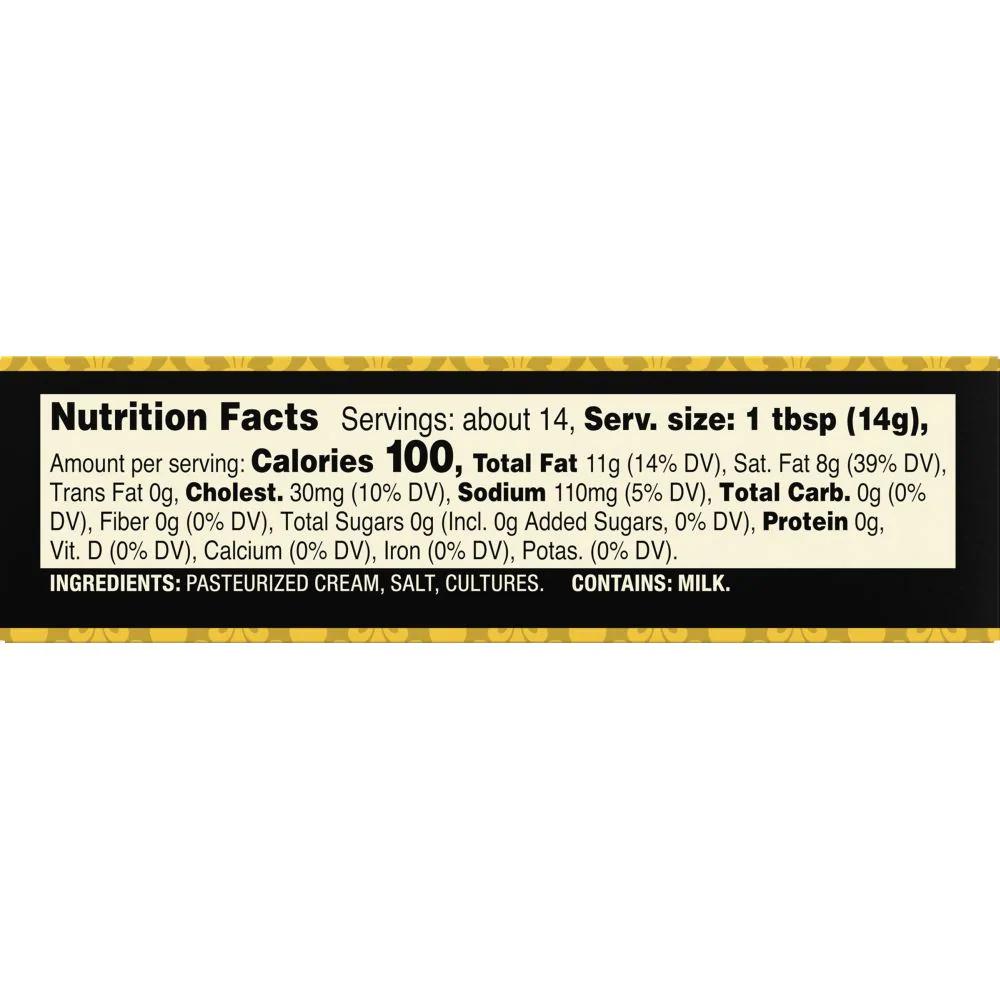 Nutrition Facts Servings: about 14, Serv. size: 1 tbsp (14g),
Amount per serving: Calories 100, Total Fat 11g (14% DV), Sat. Fat 8g (39% DV),
Trans Fat 0g, Cholest. 30mg (10% DV), Sodium 110mg (5% DV), Total Carb. 0g (0%
DV), Fiber 0g (0% DV), Total Sugars 0g (Incl. 0g Added Sugars, 0% DV), Protein 0g,
Vit. D (0% DV), Calcium (0% DV), Iron (0% DV), Potas. (0% DV).
INGREDIENTS: PASTEURIZED CREAM, SALT, CULTURES. CONTAINS: MILK.